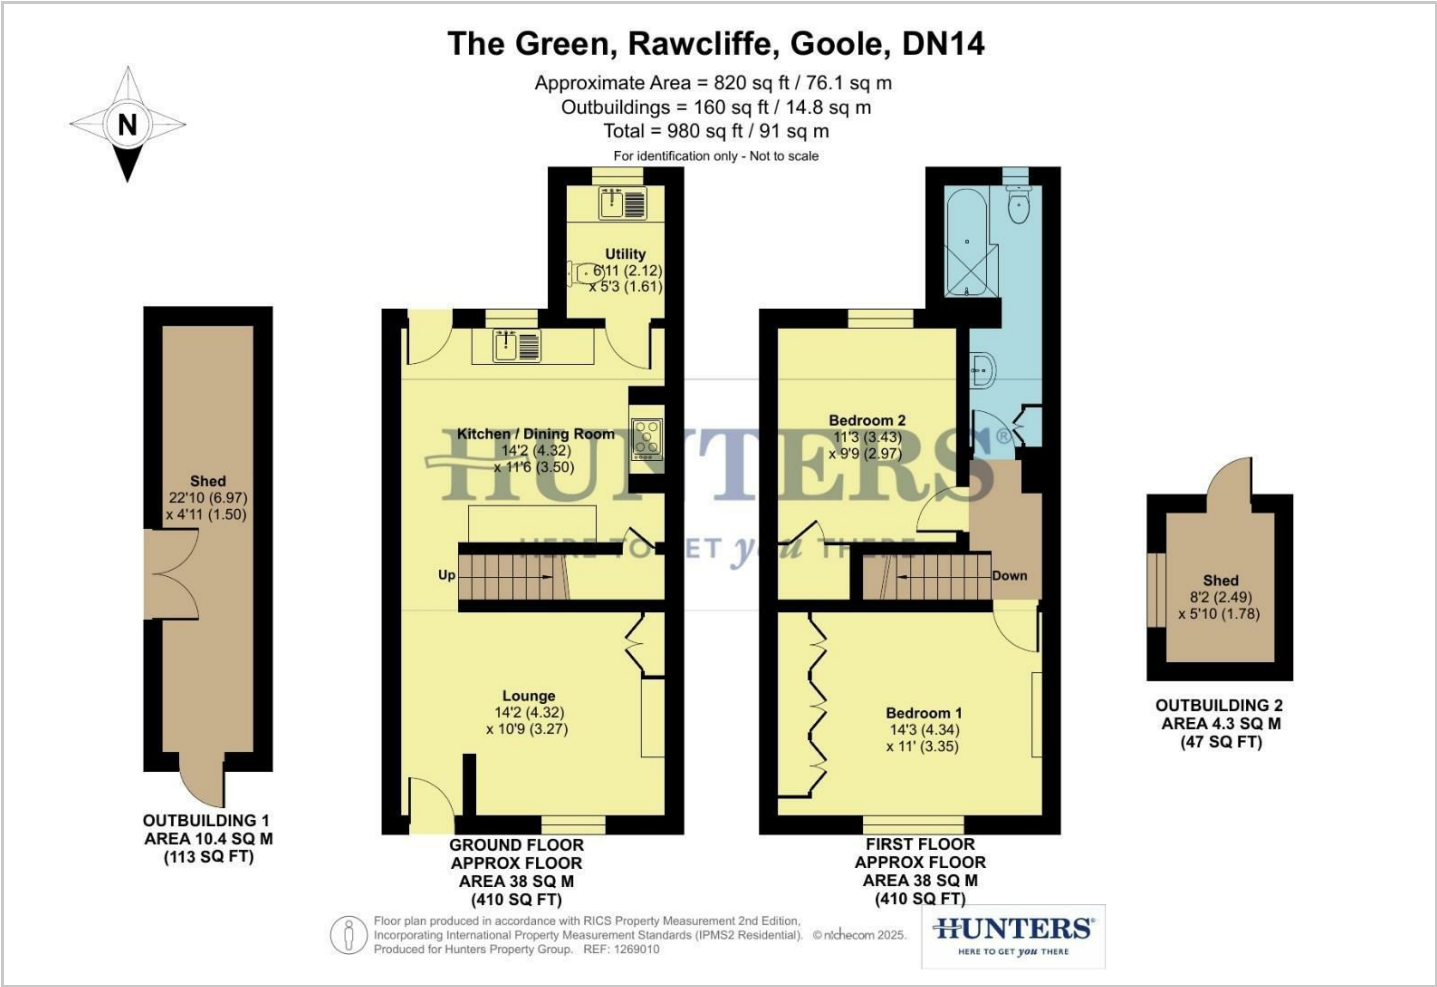 The Green, Rawcliffe, Goole, DN14
Approximate Area = 820 sq ft / 76.1 sq m
Outbuildings = 160 sq ft / 14.8 sq m
Total = 980 sq ft / 91 sq m
For identification only - Not to scale
N
Utility
6'11 (2.12)
x 5'3 (1.61)
Kitchen / Dining Room
14'2 (4.32)
x 11'6 (3.50)
Bedroom 2
11'3 (3.43)
x 9'9 (2.97)
HUNTERS®
HERE TO GET you THERE
Shed
22'10 (6.97)
x 4'11 (1.50)
Up
Down
Shed
8'2 (2.49)
x 5'10 (1.78)
Lounge
14'2 (4.32)
x 10'9 (3.27)
Bedroom 1
14'3 (4.34)
x 11' (3.35)
OUTBUILDING 2
AREA 4.3 SQ M
(47 SQ FT)
OUTBUILDING 1
AREA 10.4 SQ M
(113 SQ FT)
GROUND FLOOR
APPROX FLOOR
AREA 38 SQ M
(410 SQ FT)
FIRST FLOOR
APPROX FLOOR
AREA 38 SQ M
(410 SQ FT)
Floor plan produced in accordance with RICS Property Measurement 2nd Edition,
Incorporating International Property Measurement Standards (IPMS2 Residential). © nichecom 2025.
Produced for Hunters Property Group. REF: 1269010
HUNTERS®
HERE TO GET you THERE